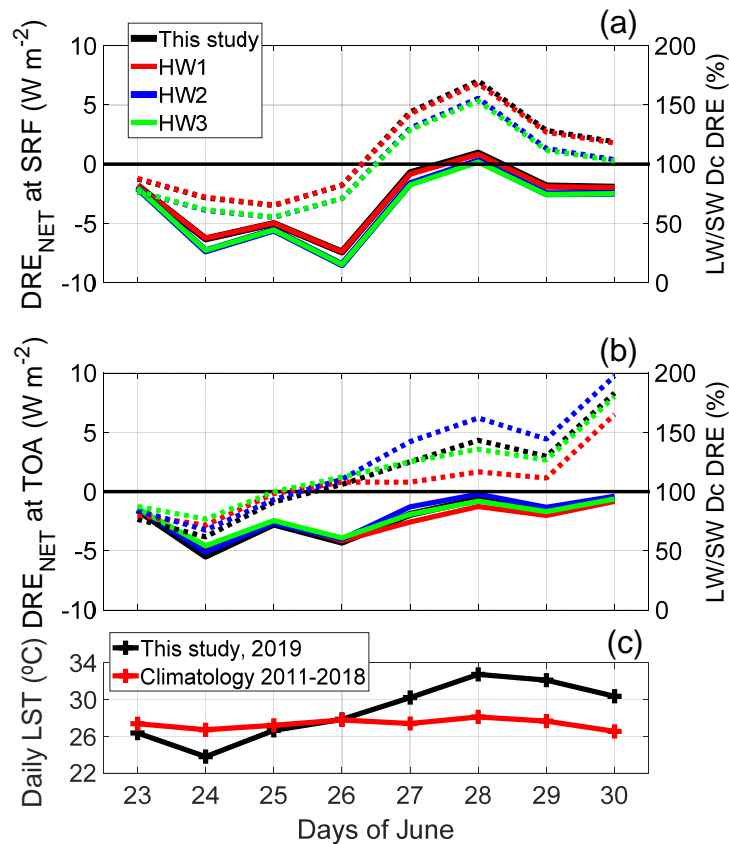 (a)
DRE_NET at SRF (W m^-2)
10
5
0
-5
-10
This study
HW1
HW2
HW3
200
150
100
50
0
LW/SW Dc DRE (%)
(b)
DRE_NET at TOA (W m^-2)
10
5
0
-5
-10
200
150
100
50
0
LW/SW Dc DRE (%)
(c)
Daily LST (ºC)
34
30
26
22
This study, 2019
Climatology 2011-2018
23 24 25 26 27 28 29 30
Days of June